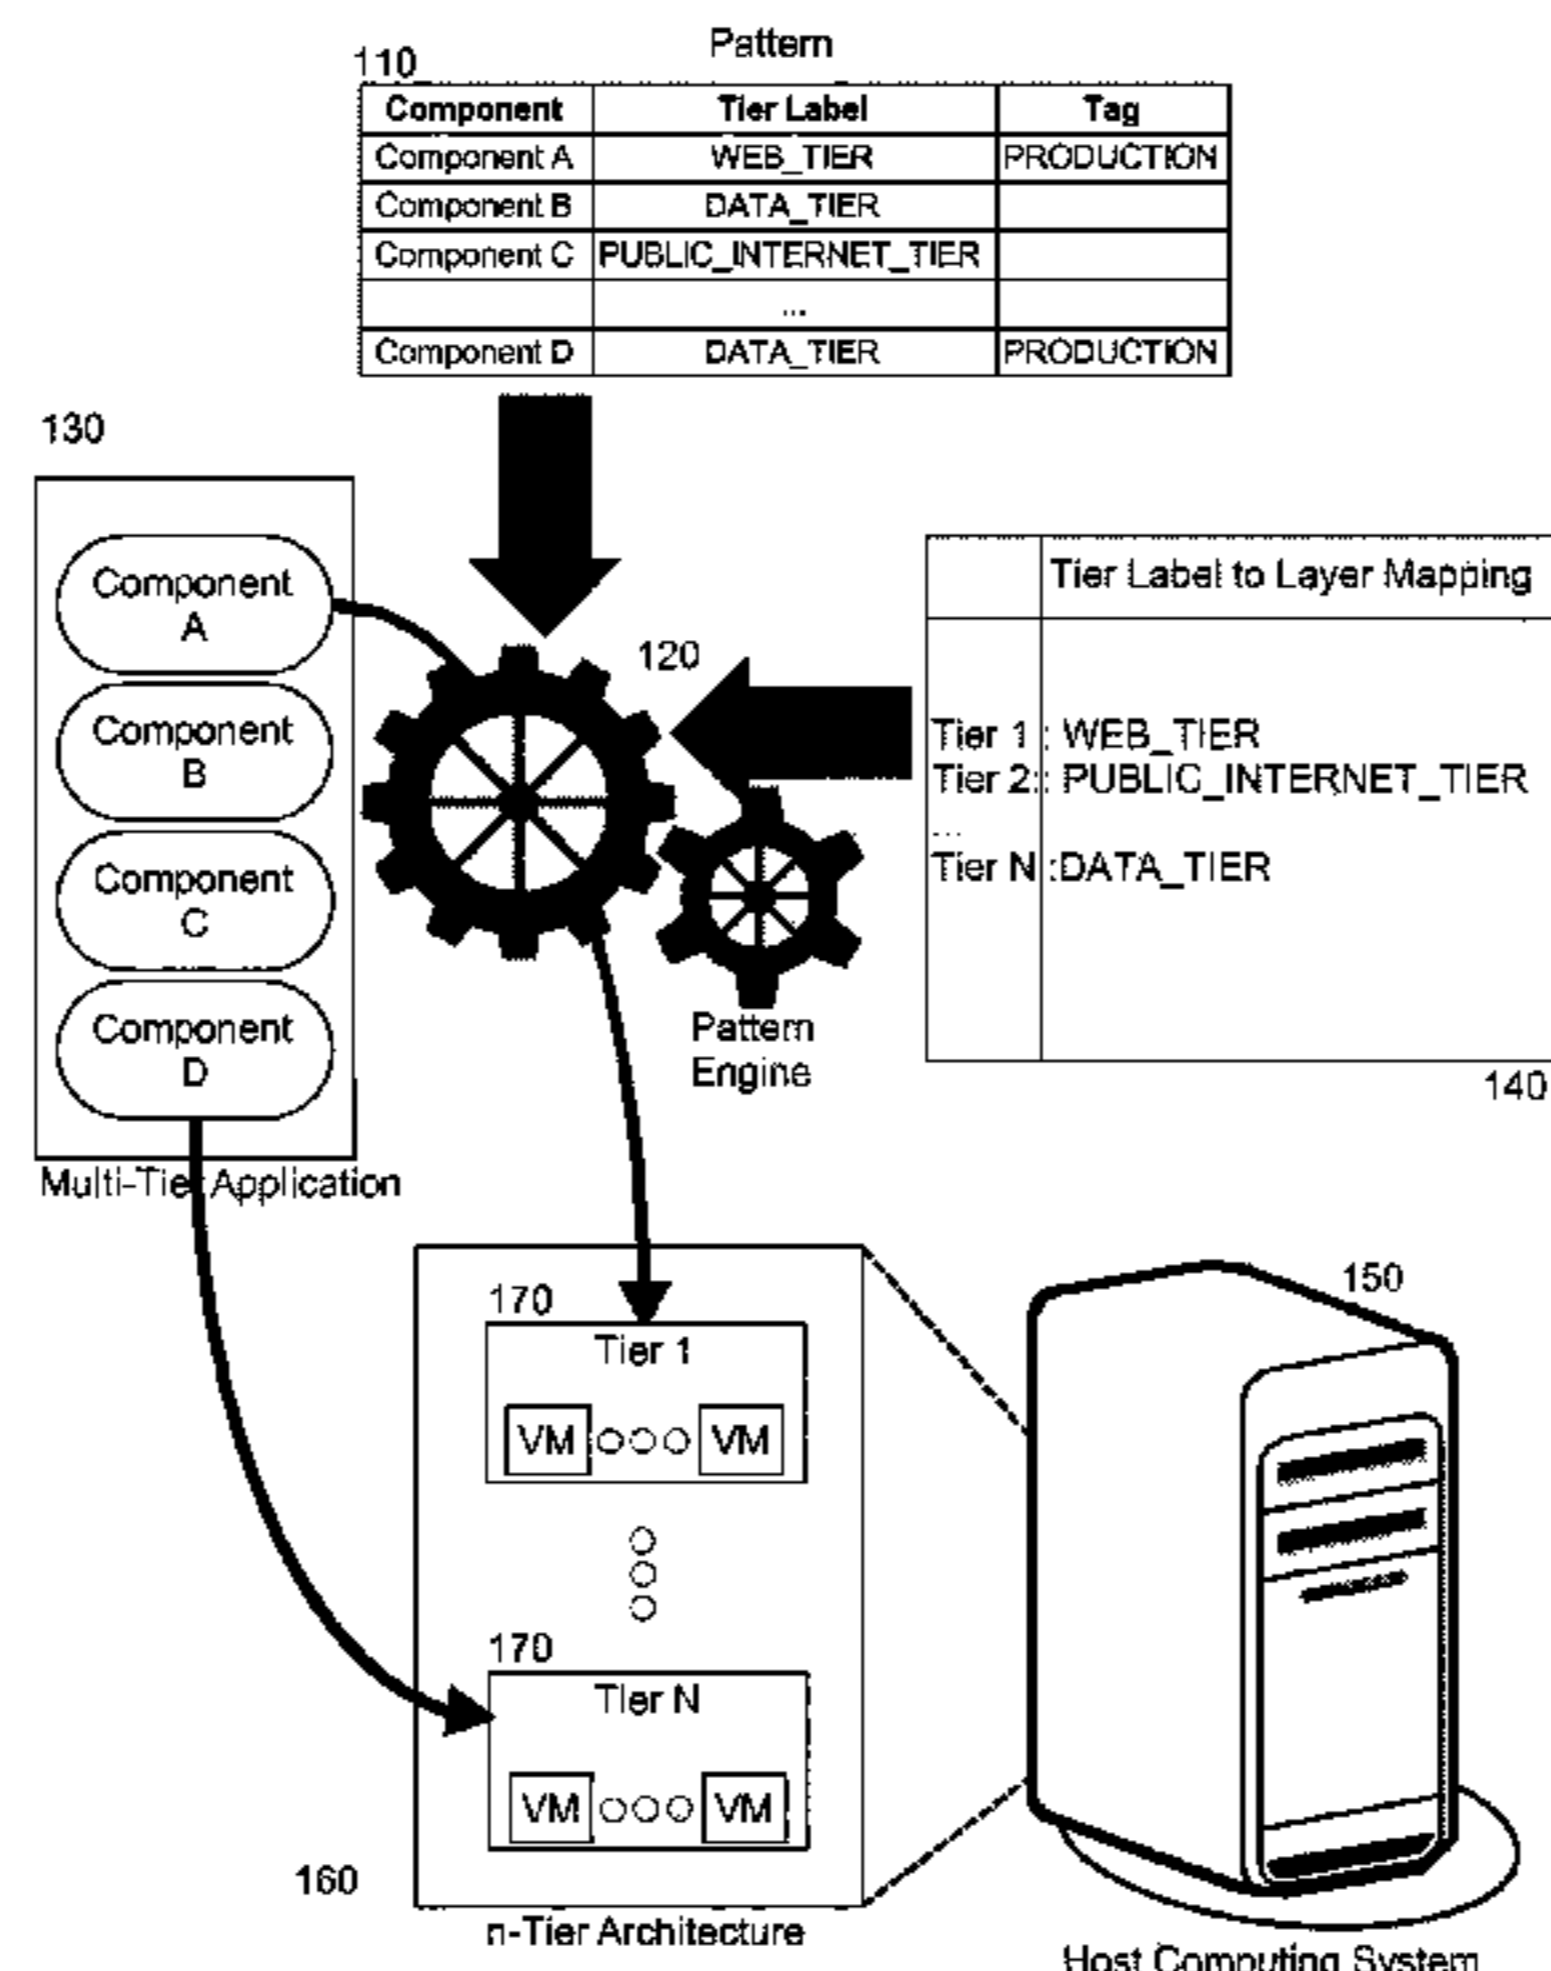 Pattern
110
Component Tier Label Tag
Component A WEB_TIER PRODUCTION
Component B DATA_TIER
Component C PUBLIC_INTERNET_TIER
...
Component D DATA_TIER PRODUCTION
130
Component
A
Component
B
Component
C
Component
D
Multi-Tier Application
120
Pattern
Engine
Tier Label to Layer Mapping
Tier 1 : WEB_TIER
Tier 2: : PUBLIC_INTERNET_TIER
...
Tier N :DATA_TIER
140
170
Tier 1
VM VM
170
Tier N
VM VM
160
n-Tier Architecture
150
Host Computing System